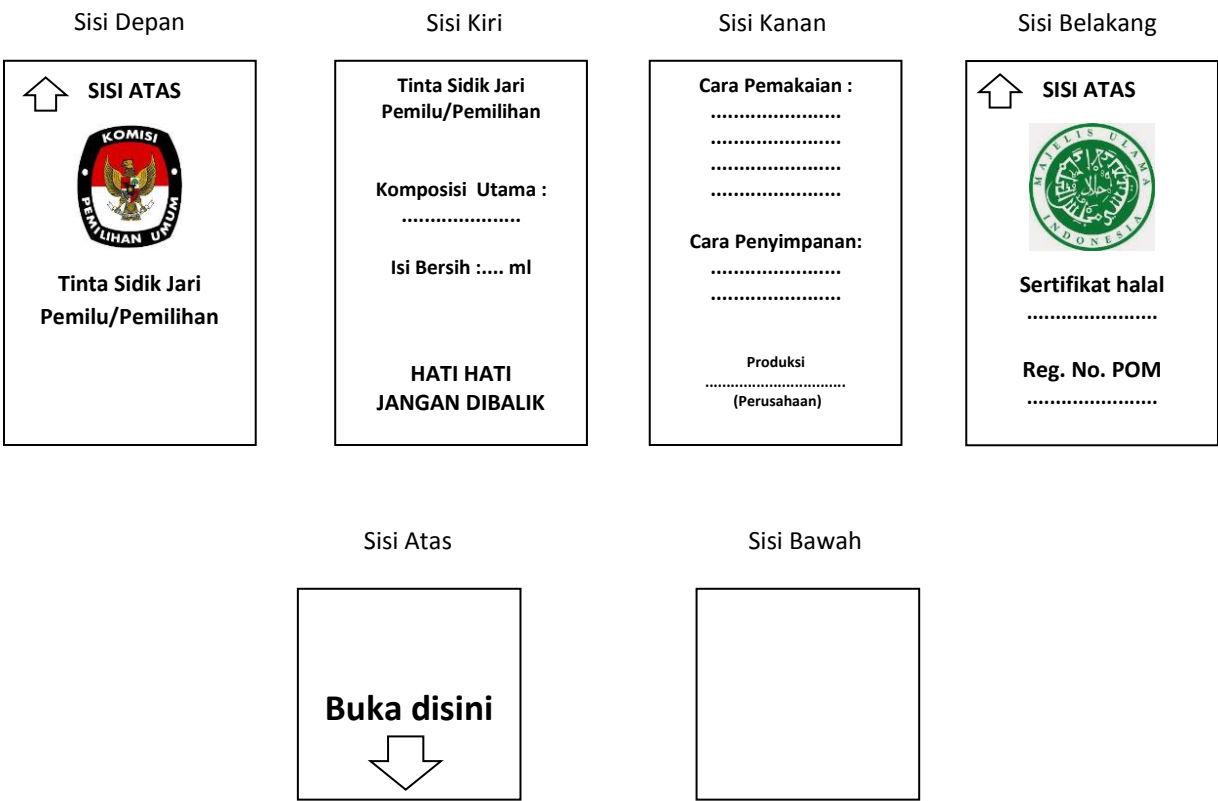 Sisi Depan
SISI ATAS
KOMISI
PEMILIHAN UMUM
Tinta Sidik Jari
Pemilu/Pemilihan
Sisi Kiri
Tinta Sidik Jari
Pemilu/Pemilihan
Komposisi Utama :
.....................
Isi Bersih :.... ml
HATI HATI
JANGAN DIBALIK
Sisi Kanan
Cara Pemakaian :
.......................
.......................
.......................
.......................
Cara Penyimpanan:
.......................
.......................
Produksi
.................................
(Perusahaan)
Sisi Belakang
SISI ATAS
MAJELIS ULAMA
INDONESIA
حلال
Sertifikat halal
.......................
Reg. No. POM
.......................
Sisi Atas
Buka disini
Sisi Bawah